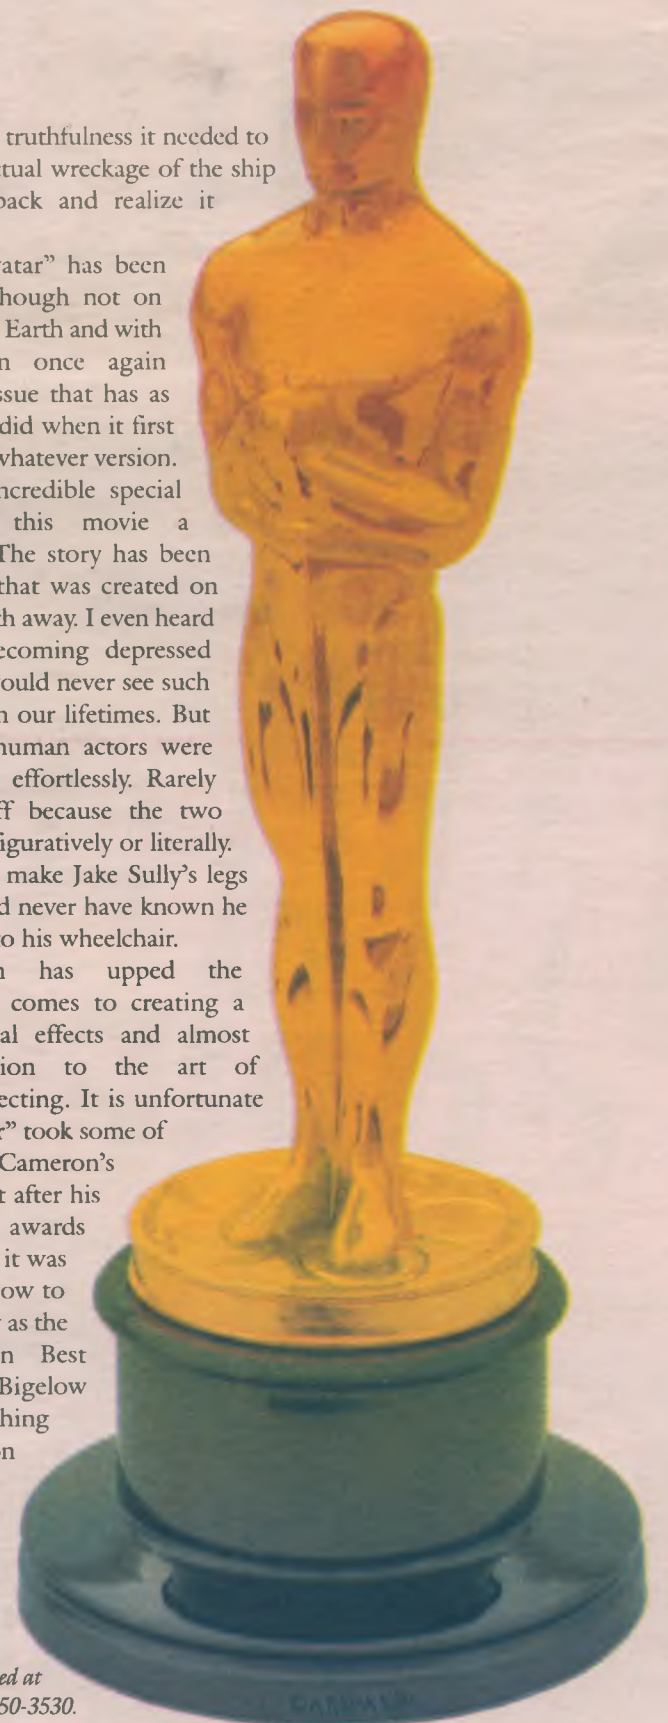 truthfulness it needed to
ctual wreckage of the ship
back and realize it
vatar” has been
hough not on
Earth and with
n once again
ssue that has as
did when it first
whatever version.
ncredible special
this movie a
The story has been
that was created on
th away. I even heard
ecoming depressed
ould never see such
n our lifetimes. But
human actors were
effortlessly. Rarely
ff because the two
figuratively or literally.
make Jake Sully’s legs
d never have known he
to his wheelchair.
n has upped the
comes to creating a
al effects and almost
ion to the art of
ecting. It is unfortunate
r” took some of
Cameron’s
t after his
awards
it was
ow to
as the
n Best
Bigelow
thing
on
ed at
50-3530.